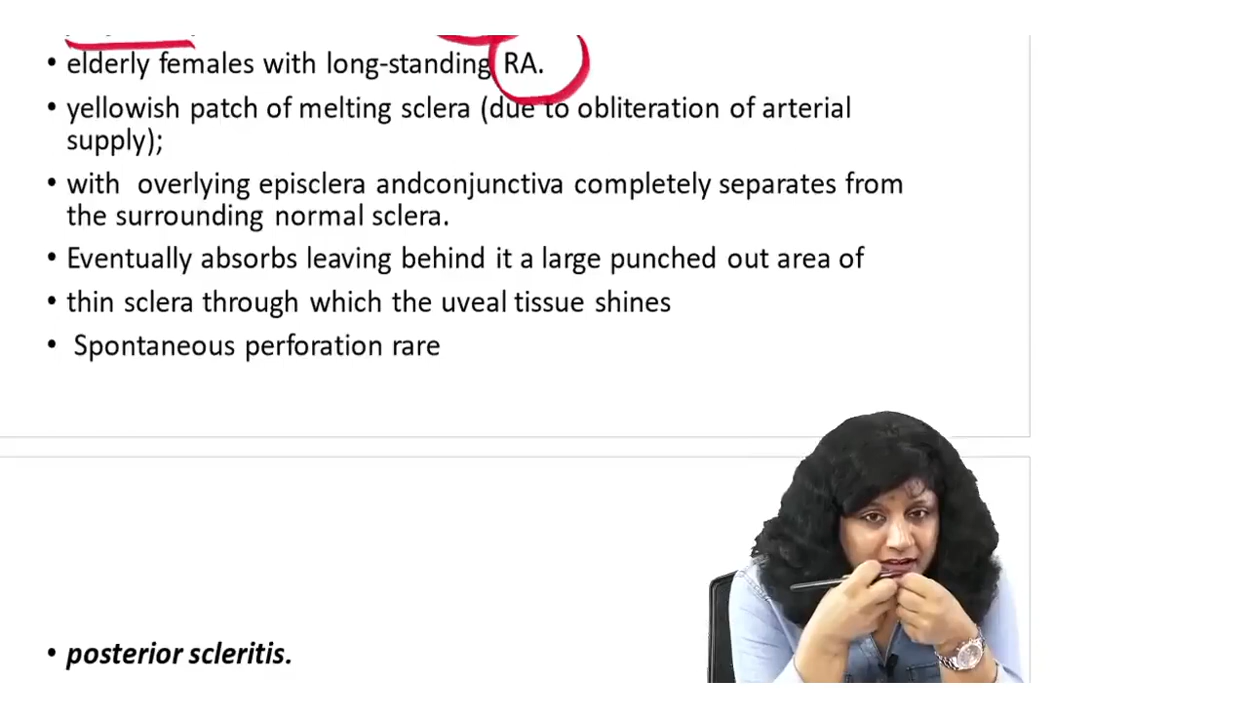 • elderly females with long-standing RA.
• yellowish patch of melting sclera (due to obliteration of arterial
supply);
• with  overlying episclera andconjunctiva completely separates from
the surrounding normal sclera.
• Eventually absorbs leaving behind it a large punched out area of
• thin sclera through which the uveal tissue shines
• Spontaneous perforation rare
• posterior scleritis.